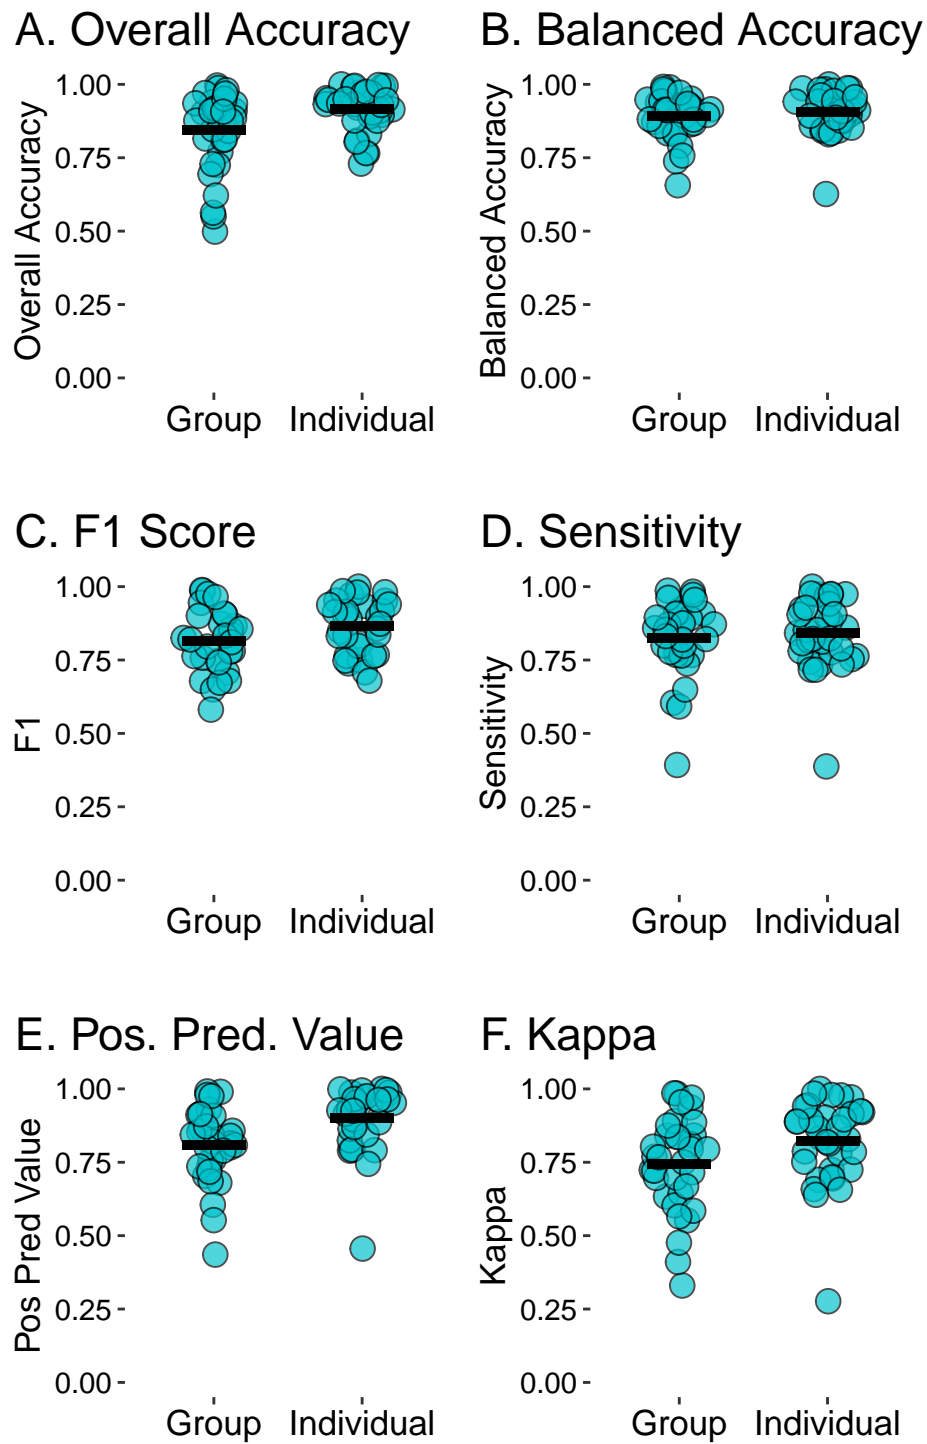 A. Overall Accuracy
Overall Accuracy
1.00
0.75
0.50
0.25
0.00
Group
Individual
B. Balanced Accuracy
Balanced Accuracy
1.00
0.75
0.50
0.25
0.00
Group
Individual
C. F1 Score
F1
1.00
0.75
0.50
0.25
0.00
Group
Individual
D. Sensitivity
Sensitivity
1.00
0.75
0.50
0.25
0.00
Group
Individual
E. Pos. Pred. Value
Pos Pred Value
1.00
0.75
0.50
0.25
0.00
Group
Individual
F. Kappa
Kappa
1.00
0.75
0.50
0.25
0.00
Group
Individual